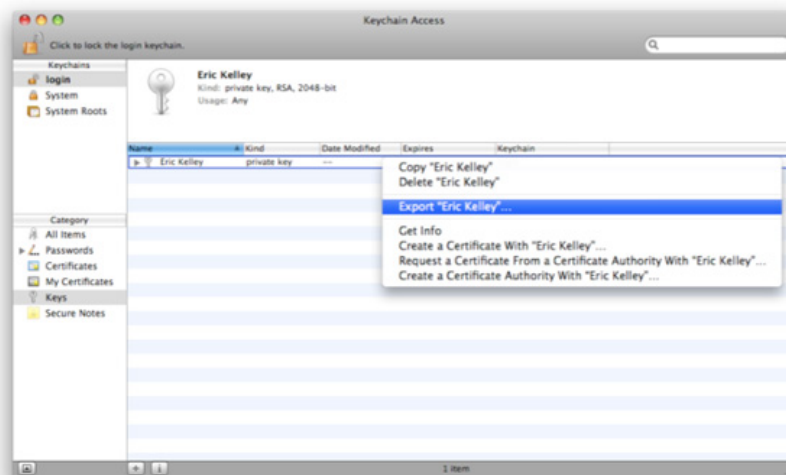 Keychain Access
Click to lock the login keychain.
Keychains
login
System
System Roots
Eric Kelley
Kind: private key, RSA, 2048-bit
Usage: Any
Name Kind Date Modified Expires Keychain
Eric Kelley private key --
Copy "Eric Kelley"
Delete "Eric Kelley"
Export "Eric Kelley"...
Get Info
Create a Certificate With "Eric Kelley"...
Request a Certificate From a Certificate Authority With "Eric Kelley"...
Create a Certificate Authority With "Eric Kelley"...
Category
All Items
Passwords
Certificates
My Certificates
Keys
Secure Notes
1 item